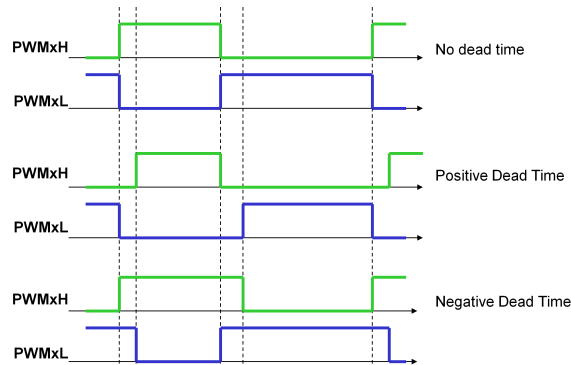 PWMxH
No dead time
PWMxL
PWMxH
Positive Dead Time
PWMxL
PWMxH
Negative Dead Time
PWMxL